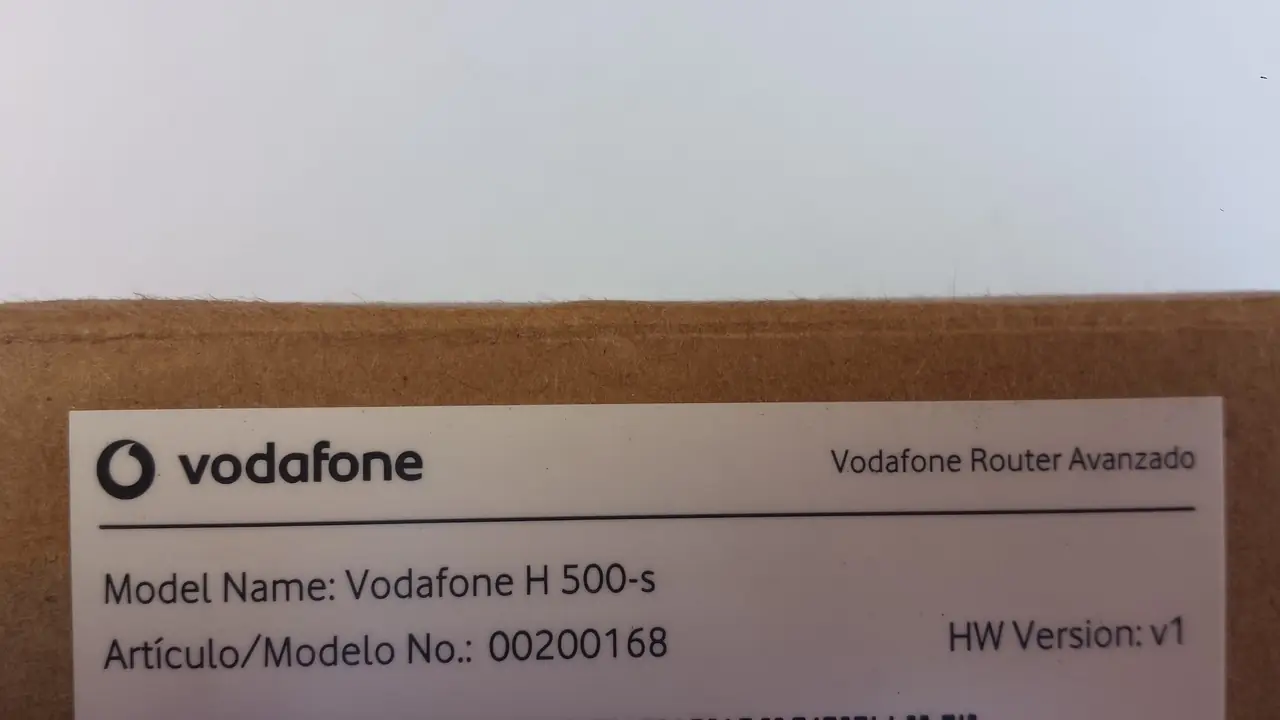 vodafone
Vodafone Router Avanzado
Model Name: Vodafone H 500-s
Artículo/Modelo No.: 00200168
HW Version: v1